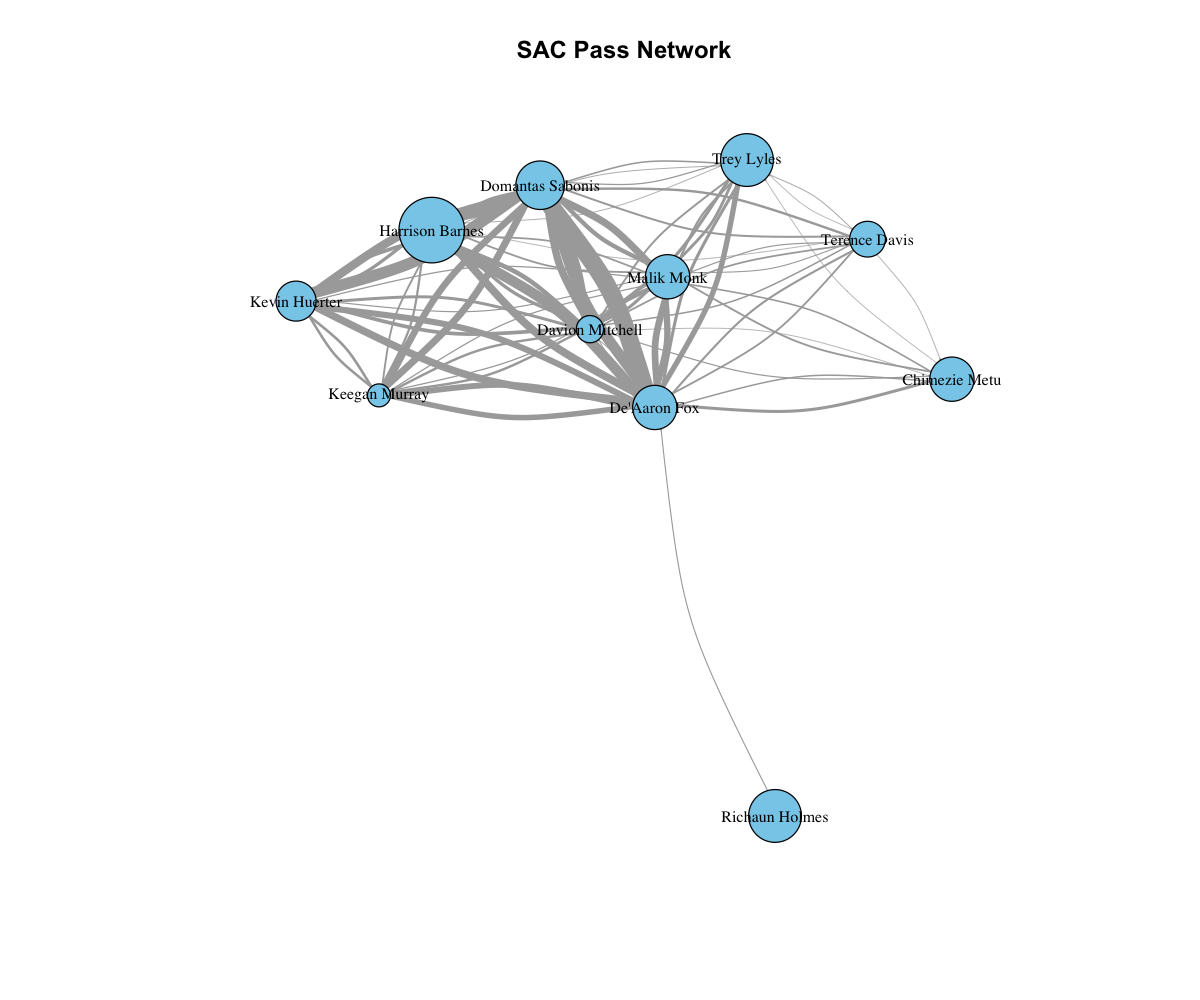 SAC Pass Network
Trey Lyles
Domantas Sabonis
Harrison Barnes
Terence Davis
Malik Monk
Kevin Huerter
Davion Mitchell
Chimezie Metu
Keegan Murray
De'Aaron Fox
Richaun Holmes